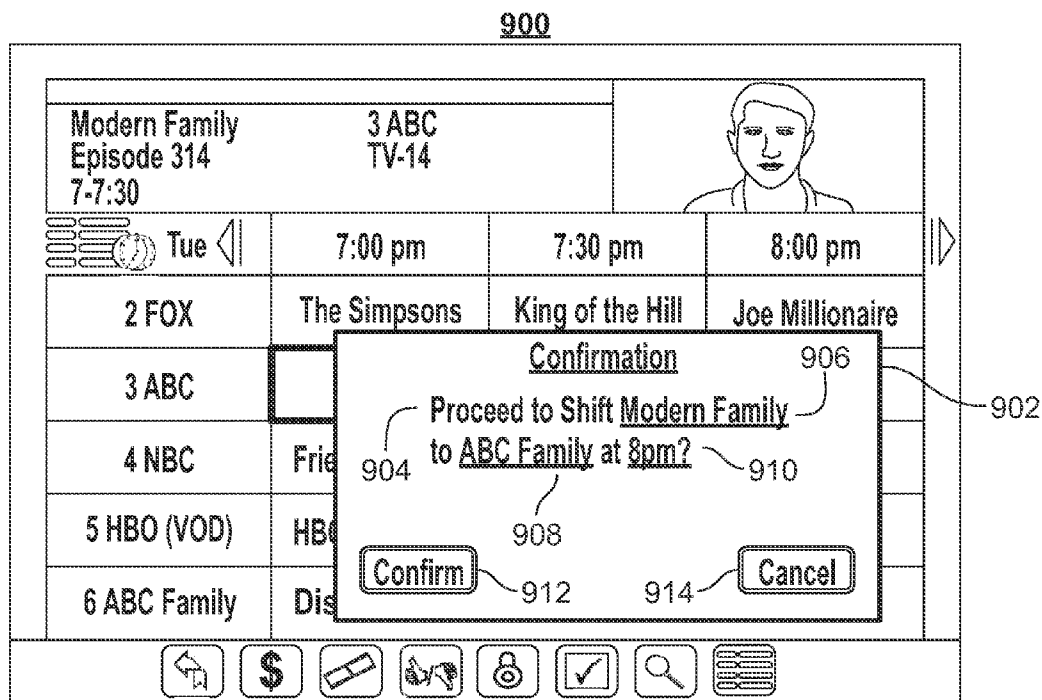 900
Modern Family 3 ABC
Episode 314 TV-14
7-7:30
Tue 7:00 pm 7:30 pm 8:00 pm
2 FOX The Simpsons King of the Hill Joe Millionaire
3 ABC
4 NBC Frie
5 HBO (VOD) HBO
6 ABC Family Dis
Confirmation 906
Proceed to Shift Modern Family
902
to ABC Family at 8pm?
904 910
908
Confirm 912 914 Cancel
$